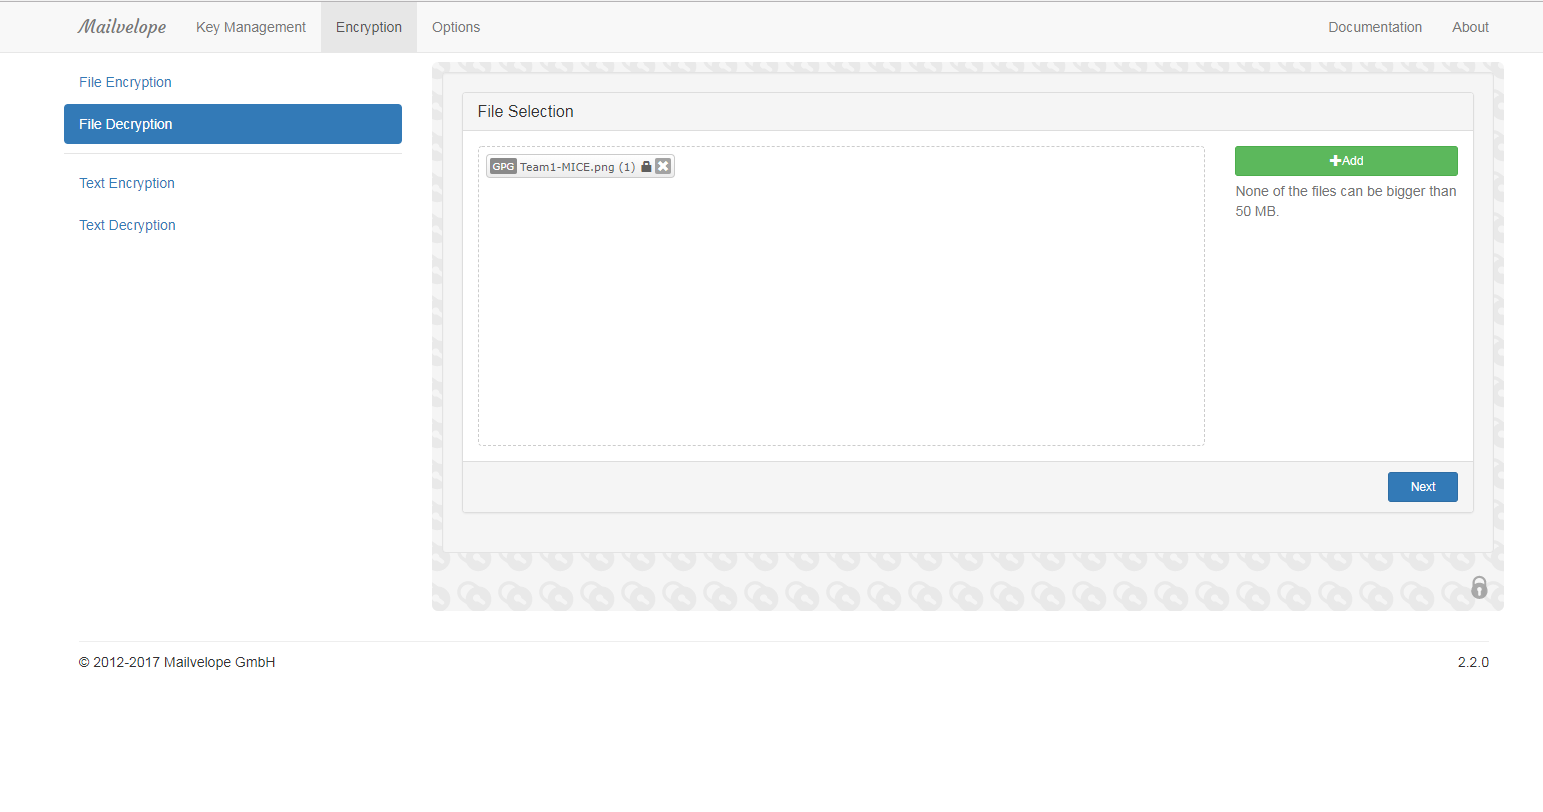 Mailvelope Key Management Encryption Options Documentation About
File Encryption
File Decryption
Text Encryption
Text Decryption
File Selection
GPG Team1-MICE.png (1)
Add
None of the files can be bigger than
50 MB.
Next
© 2012-2017 Mailvelope GmbH 2.2.0